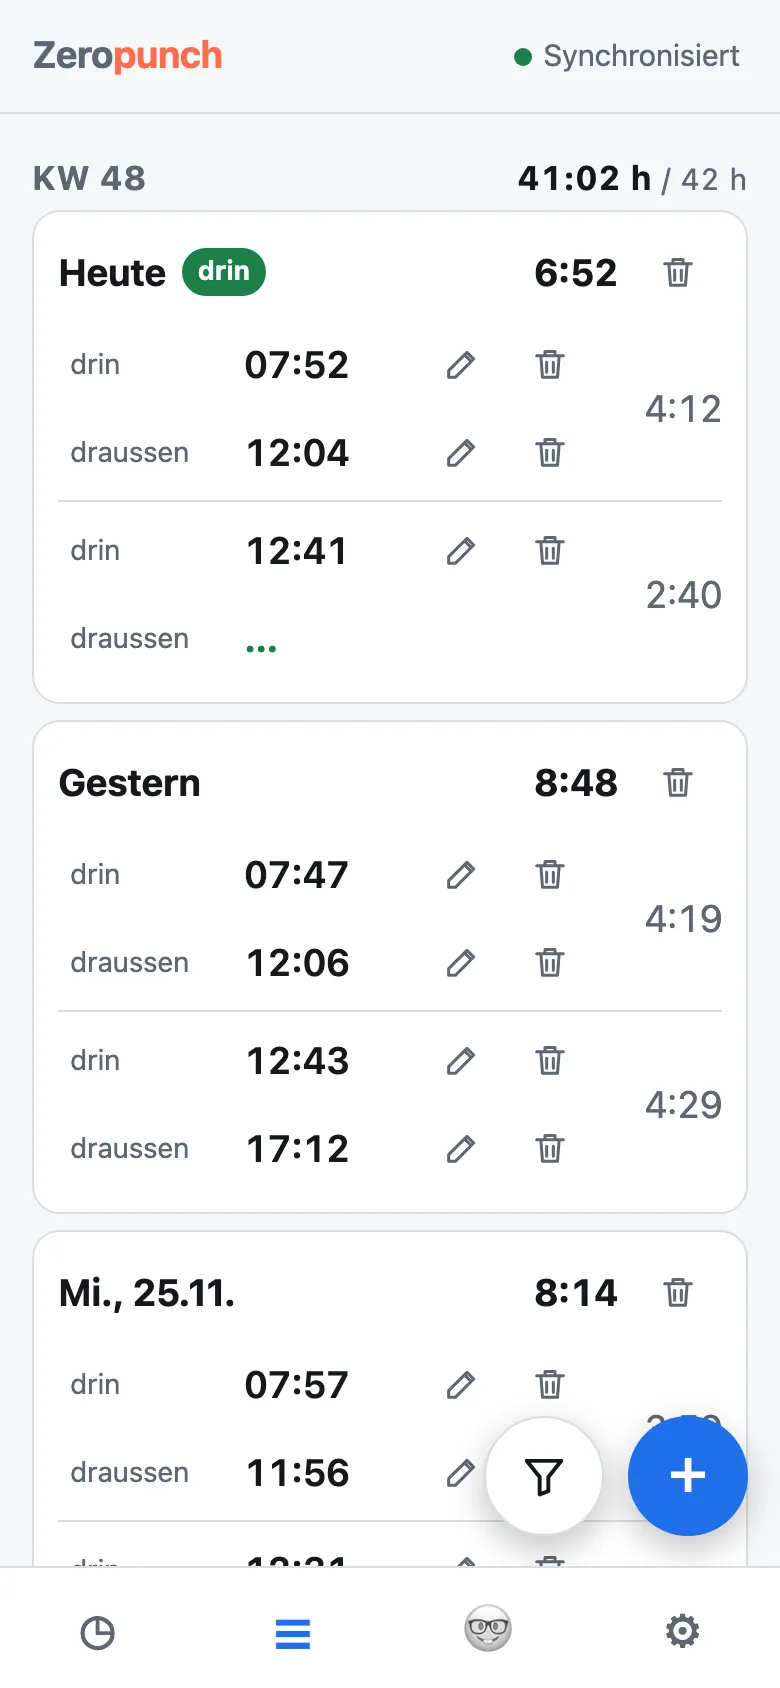 Zeropunch Synchronisiert
KW 48 41:02 h / 42 h
Heute drin 6:52
drin 07:52
4:12
draussen 12:04
drin 12:41
2:40
draussen ...
Gestern 8:48
drin 07:47
4:19
draussen 12:06
drin 12:43
4:29
draussen 17:12
Mi., 25.11. 8:14
drin 07:57
draussen 11:56